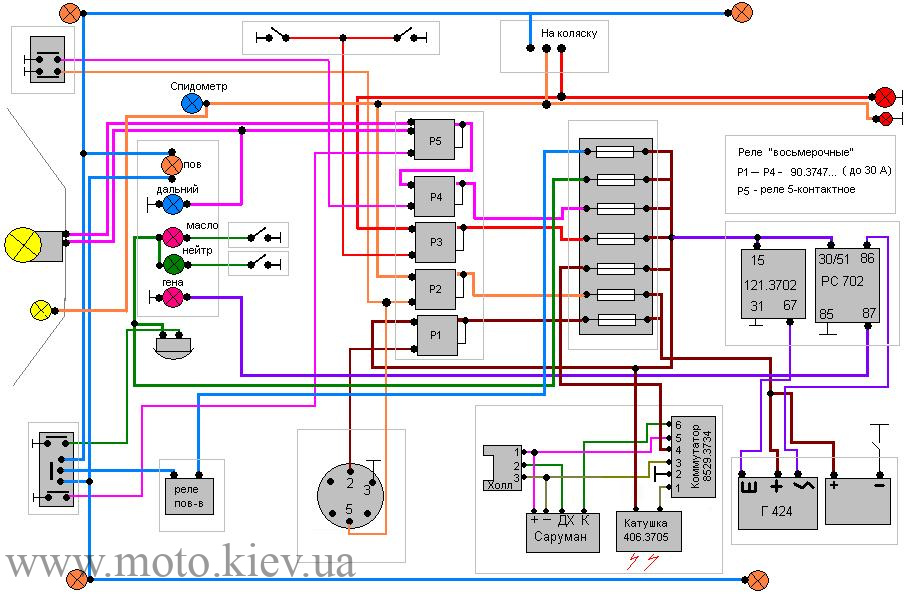 На коляску
Спидометр
пов
дальний
масло
нейтр
гена
P5
P4
P3
P2
P1
Реле "восьмерочные"
Р1 – Р4 - 90.3747... ( до 30 А)
Р5 - реле 5-контактное
15
121.3702
31 67
30/51 86
РС 702
85
87
реле
пов-в
2
3
5
Холл
1
2
3
+ – ДХ К
Саруман
6
5
4
3
2
1
Коммутатор
8529.3734
Катушка
406.3705
Ш + ~
Г 424
+ –
www.moto.kiev.ua